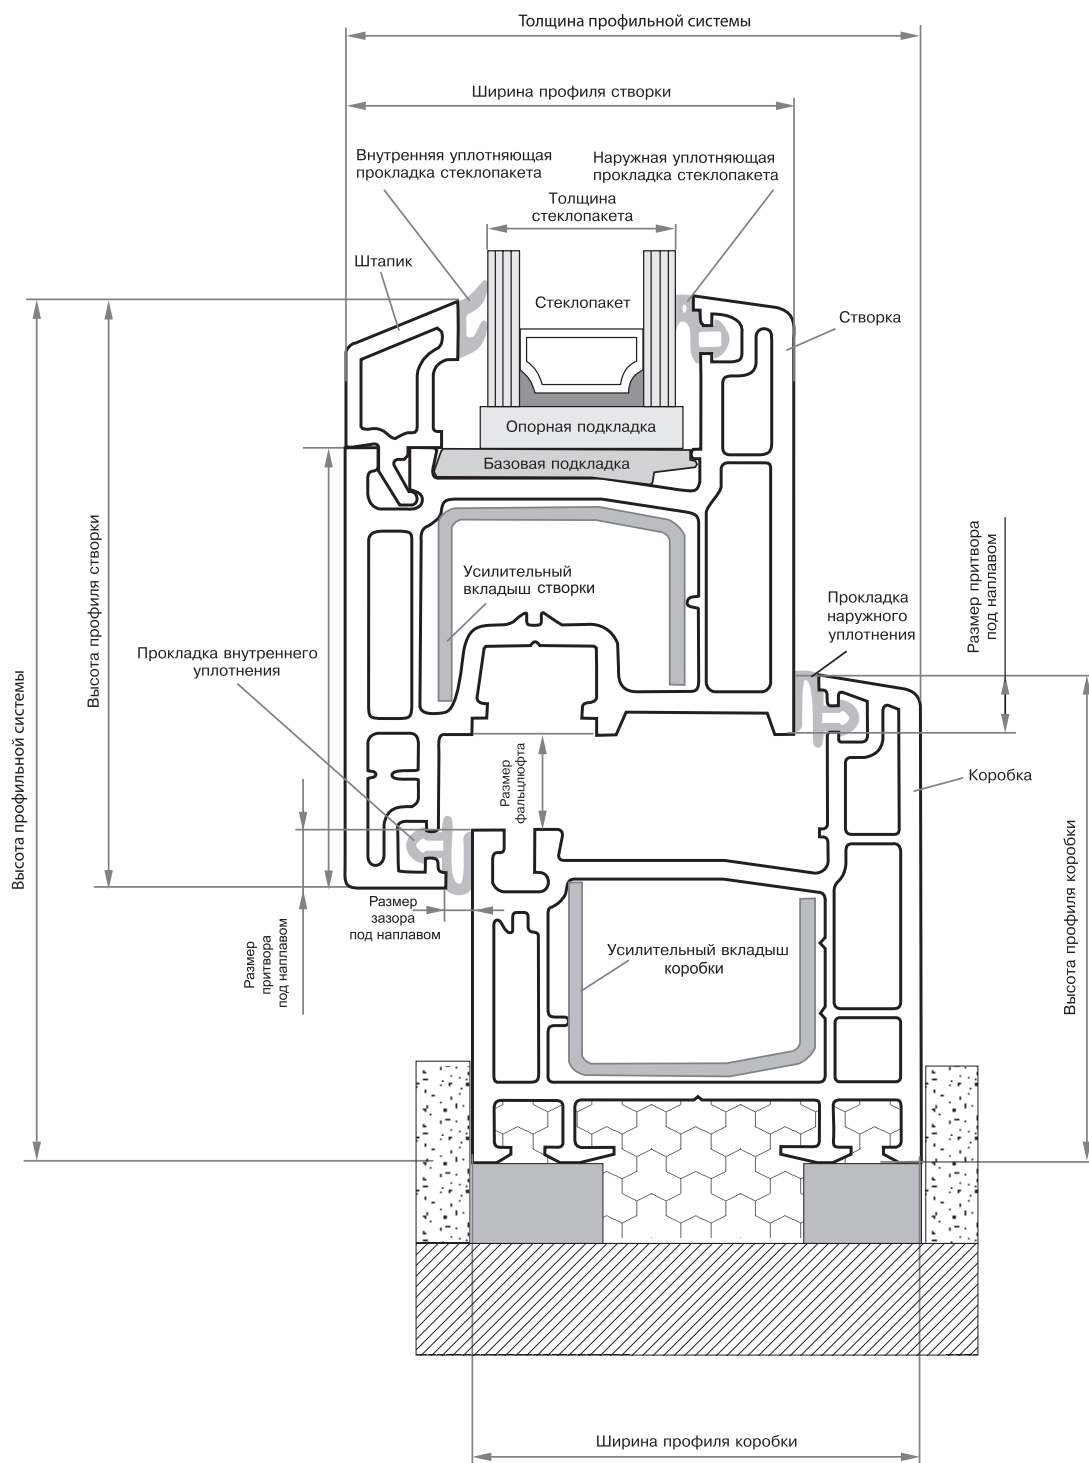 Толщина профильной системы
Ширина профиля створки
Внутренняя уплотняющая
прокладка стеклопакета
Наружная уплотняющая
прокладка стеклопакета
Толщина
стеклопакета
Штапик
Стеклопакет
Створка
Опорная подкладка
Базовая подкладка
Усилительный
вкладыш створки
Прокладка
наружного
уплотнения
Размер притвора
под наплавом
Прокладка внутреннего
уплотнения
Высота профиля створки
Высота профильной системы
Размер
фальцлюфта
Коробка
Размер
зазора
под наплавом
Размер
притвора
под наплавом
Усилительный вкладыш
коробки
Высота профиля коробки
Ширина профиля коробки